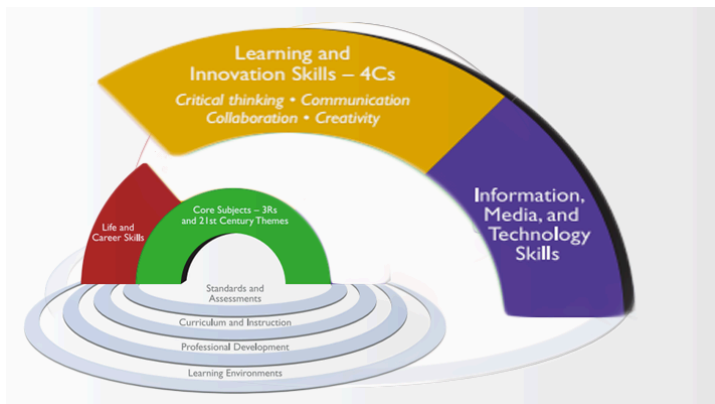 Learning and
Innovation Skills – 4Cs
Critical thinking • Communication
Collaboration • Creativity
Information,
Media, and
Technology
Skills
Life and
Career Skills
Core Subjects – 3Rs
and 21st Century Themes
Standards and
Assessments
Curriculum and Instruction
Professional Development
Learning Environments